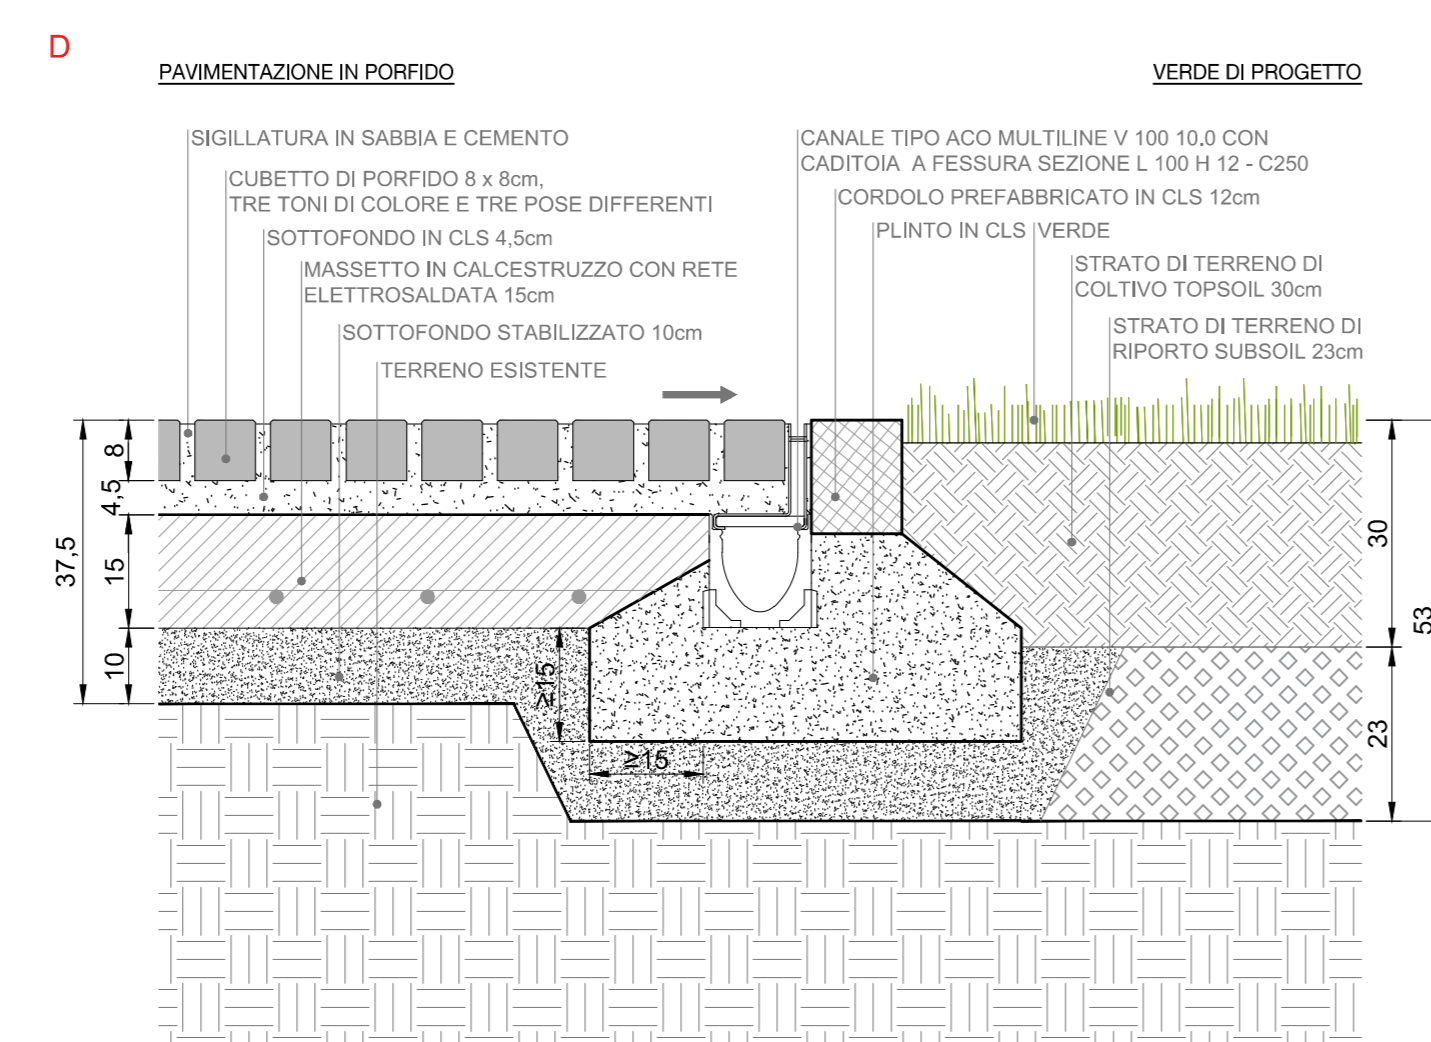 D
PAVIMENTAZIONE IN PORFIDO
VERDE DI PROGETTO
SIGILLATURA IN SABBIA E CEMENTO
CUBETTO DI PORFIDO 8 x 8cm,
TRE TONI DI COLORE E TRE POSE DIFFERENTI
SOTTOFONDO IN CLS 4,5cm
MASSETTO IN CALCESTRUZZO CON RETE
ELETTROSALDATA 15cm
SOTTOFONDO STABILIZZATO 10cm
TERRENO ESISTENTE
CANALE TIPO ACO MULTILINE V 100 10.0 CON
CADITOIA A FESSURA SEZIONE L 100 H 12 - C250
CORDOLO PREFABBRICATO IN CLS 12cm
PLINTO IN CLS
VERDE
STRATO DI TERRENO DI
COLTIVO TOPSOIL 30cm
STRATO DI TERRENO DI
RIPORTO SUBSOIL 23cm
8
4,5
15
10
37,5
≥15
≥15
30
23
53